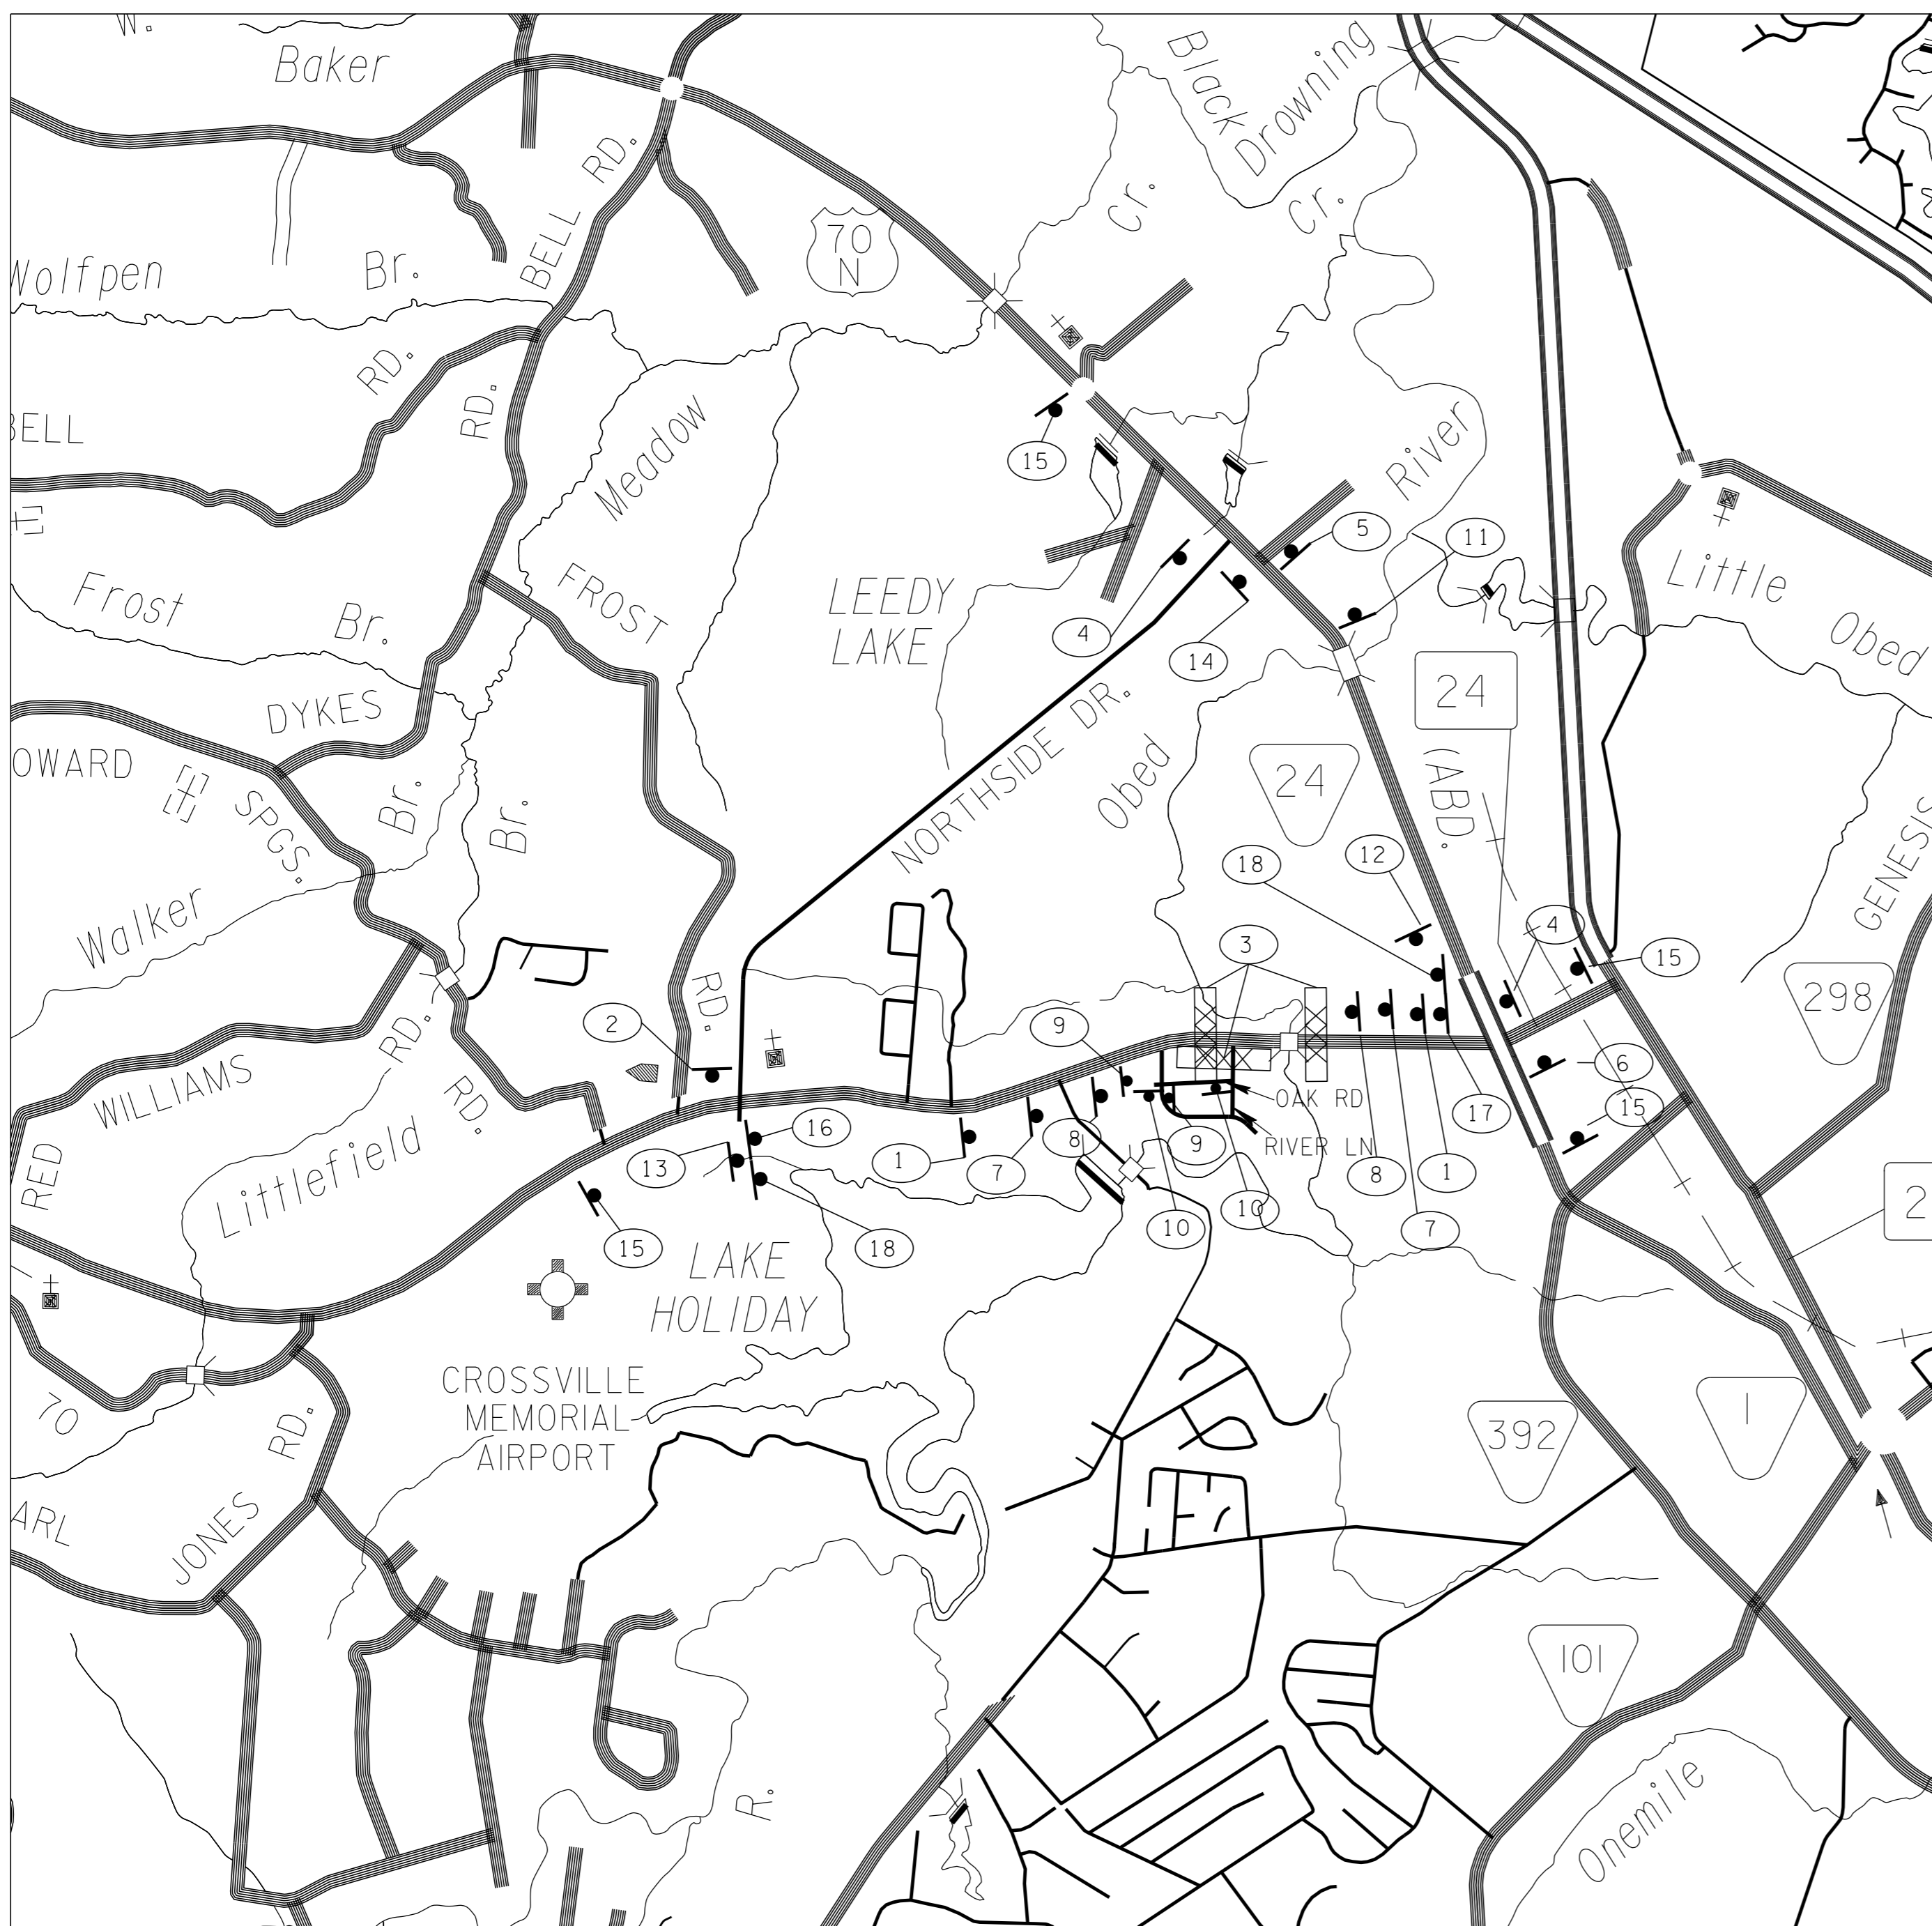 W.
Baker
Black
Drowning
Cr.
Cr.
BELL
RD.
70
N
Wolfpen
Br.
RD.
RD.
BELL
Meadow
15
River
5
11
Frost
Br.
FROST
LEEDY
LAKE
4
14
Little
Obed
24
DYKES
OWARD
SPGS.
Br.
Br.
NORTHSIDE DR.
Obed
24
(ABD.
GENESIS
Walker
18
12
3
4
15
298
RD.
2
9
RD.
WILLIAMS
RD.
6
OAK RD
RIVER LN
17
15
16
13
1
7
8
9
8
1
RED
Littlefield
10
10
7
2
15
18
LAKE
HOLIDAY
CROSSVILLE
MEMORIAL
AIRPORT
70
RD.
392
1
ARL
JONES
101
R.
Onemile